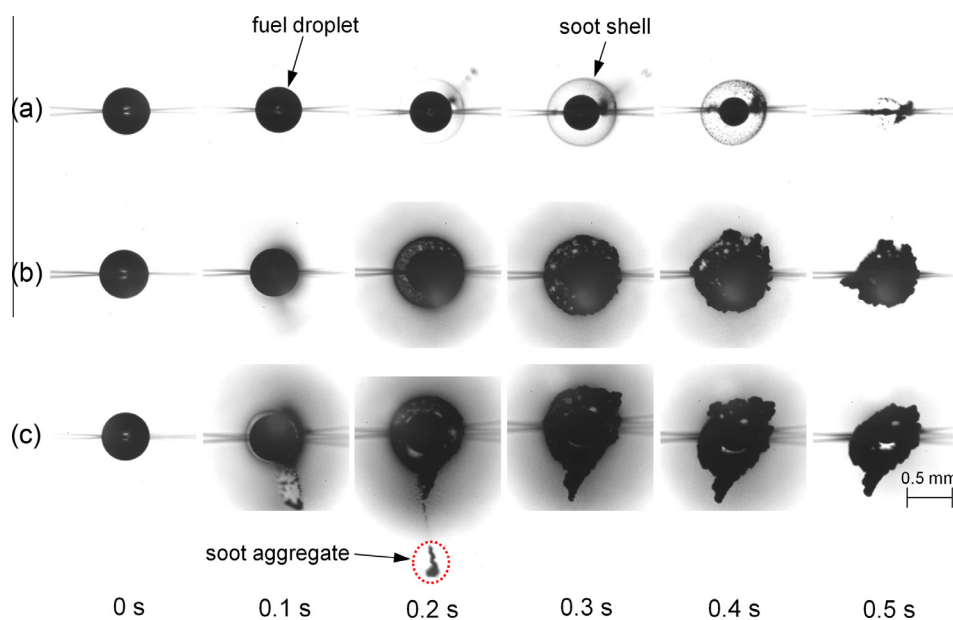 fuel droplet
soot shell
(a)
(b)
(c)
0.5 mm
soot aggregate
0 s
0.1 s
0.2 s
0.3 s
0.4 s
0.5 s